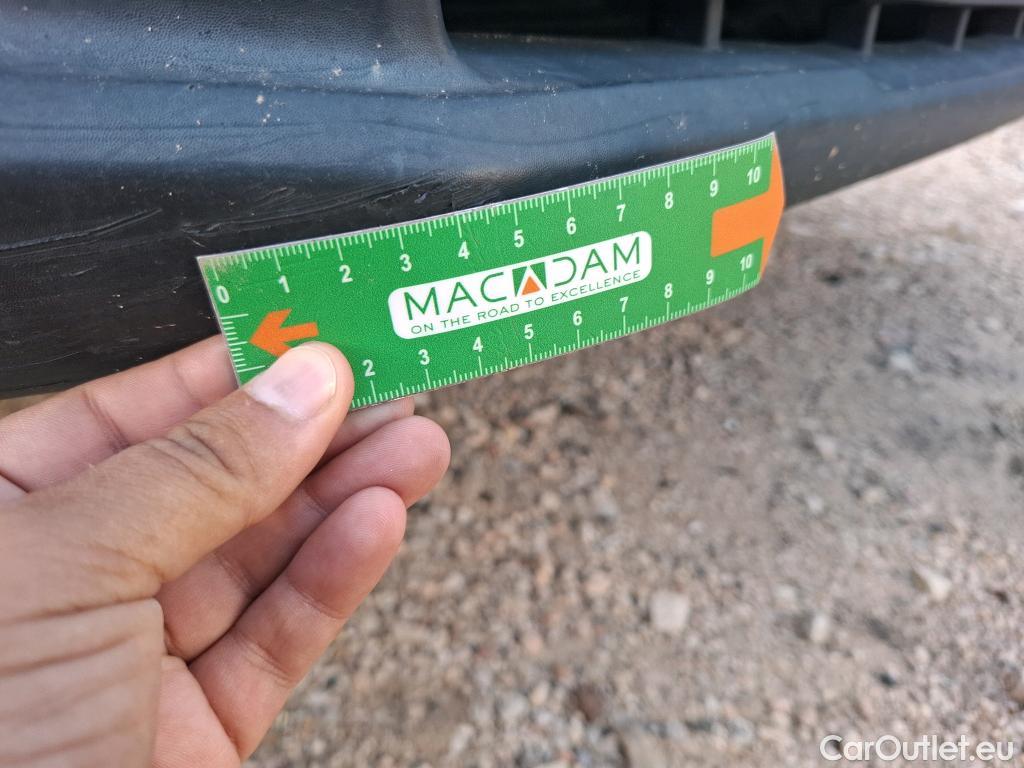 0 1 2 3 4 5 6 7 8 9 10
MACADAM
ON THE ROAD TO EXCELLENCE
2 3 4 5 6 7 8 9 10
CarOutlet.eu